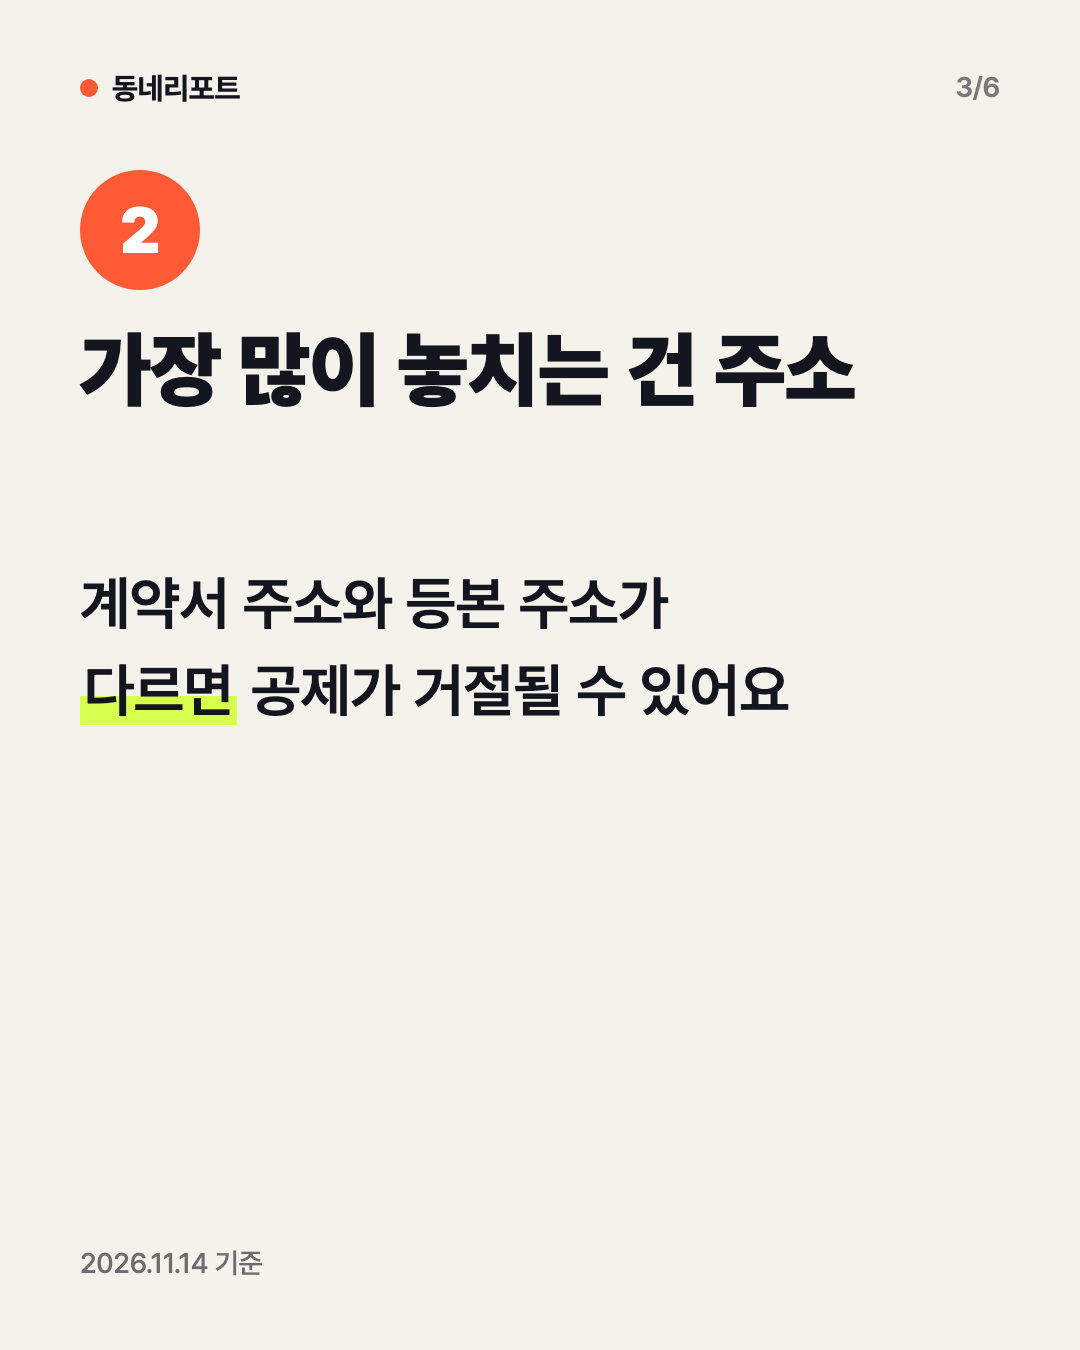 동네리포트
3/6
2
가장 많이 놓치는 건 주소
계약서 주소와 등본 주소가
다르면 공제가 거절될 수 있어요
2026.11.14 기준